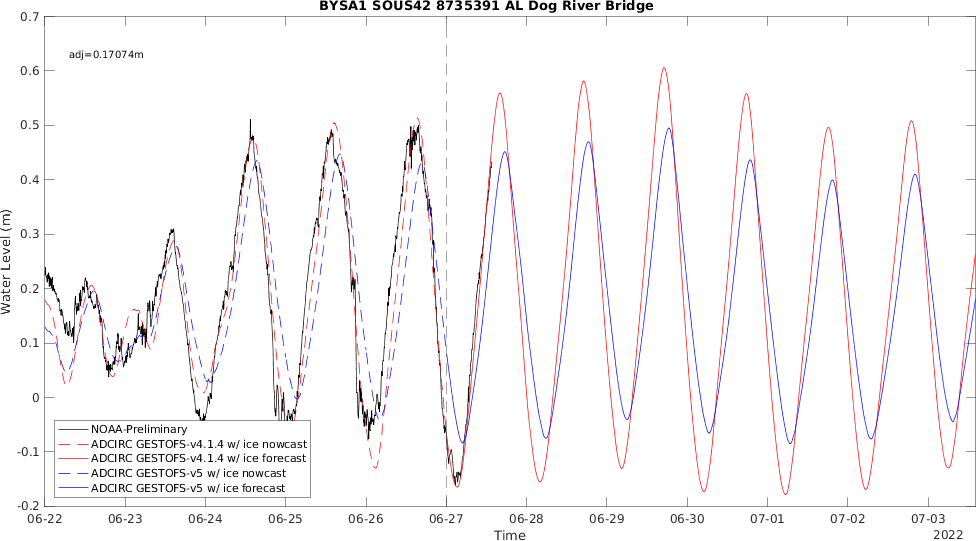 BYSA1 SOUS42 8735391 AL Dog River Bridge
adj=0.17074m
Water Level (m)
0.7
0.6
0.5
0.4
0.3
0.2
0.1
0
-0.1
-0.2
NOAA-Preliminary
ADCIRC GESTOFS-v4.1.4 w/ ice nowcast
ADCIRC GESTOFS-v4.1.4 w/ ice forecast
ADCIRC GESTOFS-v5 w/ ice nowcast
ADCIRC GESTOFS-v5 w/ ice forecast
06-22 06-23 06-24 06-25 06-26 06-27 06-28 06-29 06-30 07-01 07-02 07-03
Time
2022